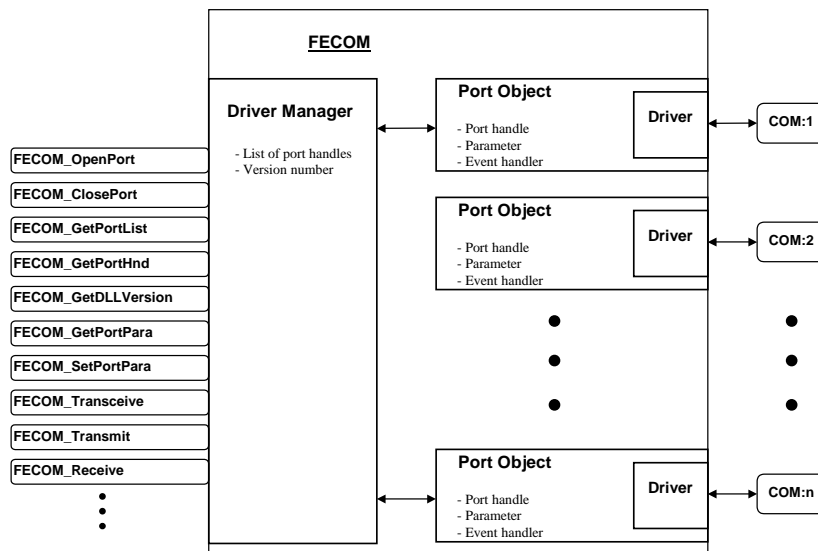 FECOM
Driver Manager
- List of port handles
- Version number
FECOM_OpenPort
FECOM_ClosePort
FECOM_GetPortList
FECOM_GetPortHnd
FECOM_GetDLLVersion
FECOM_GetPortPara
FECOM_SetPortPara
FECOM_Transceive
FECOM_Transmit
FECOM_Receive
Port Object
- Port handle
- Parameter
- Event handler
Driver
COM:1
Port Object
- Port handle
- Parameter
- Event handler
Driver
COM:2
Port Object
- Port handle
- Parameter
- Event handler
Driver
COM:n